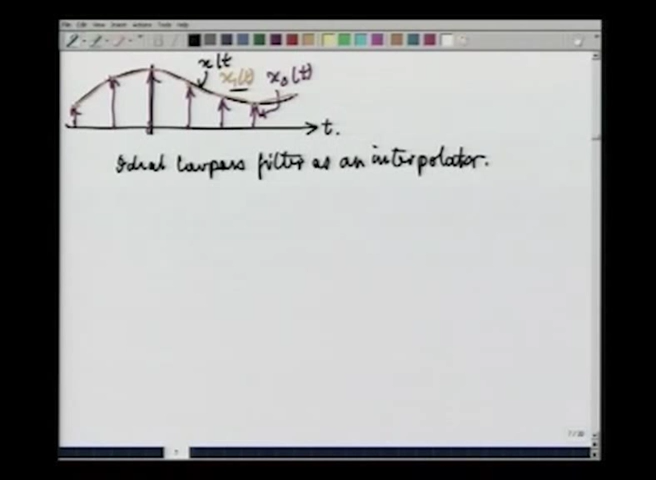 x(t
x₁(t) x₀(t)
t.
Ideal Lowpass filter as an interpolator.